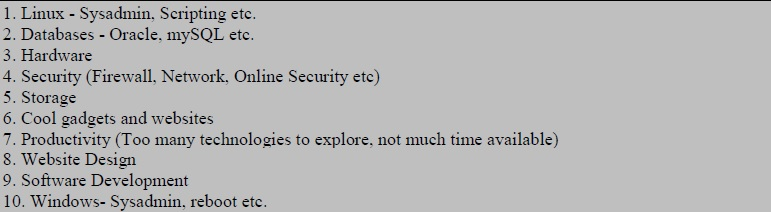 1. Linux - Sysadmin, Scripting etc.
2. Databases - Oracle, mySQL etc.
3. Hardware
4. Security (Firewall, Network, Online Security etc)
5. Storage
6. Cool gadgets and websites
7. Productivity (Too many technologies to explore, not much time available)
8. Website Design
9. Software Development
10. Windows- Sysadmin, reboot etc.